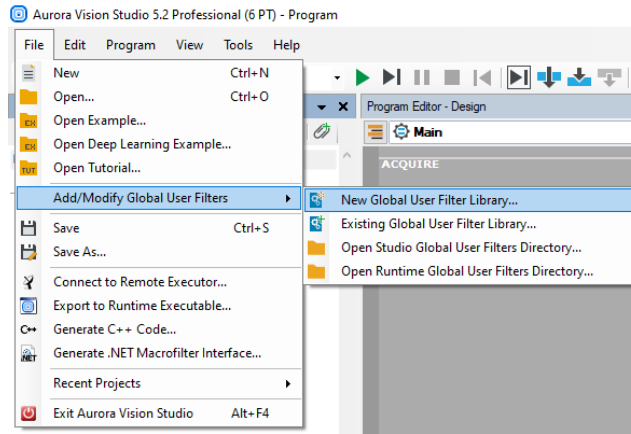 Aurora Vision Studio 5.2 Professional (6 PT) - Program
File Edit Program View Tools Help
New Ctrl+N
Open... Ctrl+O
Open Example...
Open Deep Learning Example...
Open Tutorial...
Add/Modify Global User Filters
Save Ctrl+S
Save As...
Connect to Remote Executor...
Export to Runtime Executable...
Generate C++ Code...
Generate .NET Macrofilter Interface...
Recent Projects
Exit Aurora Vision Studio Alt+F4
New Global User Filter Library...
Existing Global User Filter Library...
Open Studio Global User Filters Directory...
Open Runtime Global User Filters Directory...
Program Editor - Design
Main
ACQUIRE
EX
EX
TUT
C++
.NET